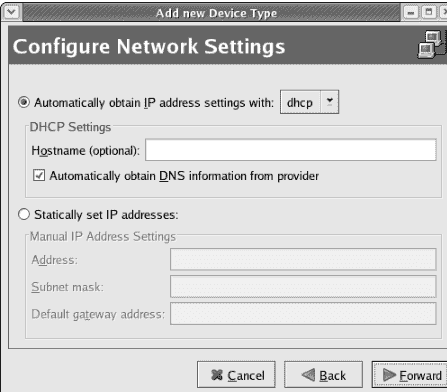 Add new Device Type
Configure Network Settings
Automatically obtain IP address settings with: dhcp
DHCP Settings
Hostname (optional):
Automatically obtain DNS information from provider
Statically set IP addresses:
Manual IP Address Settings
Address:
Subnet mask:
Default gateway address:
Cancel Back Forward